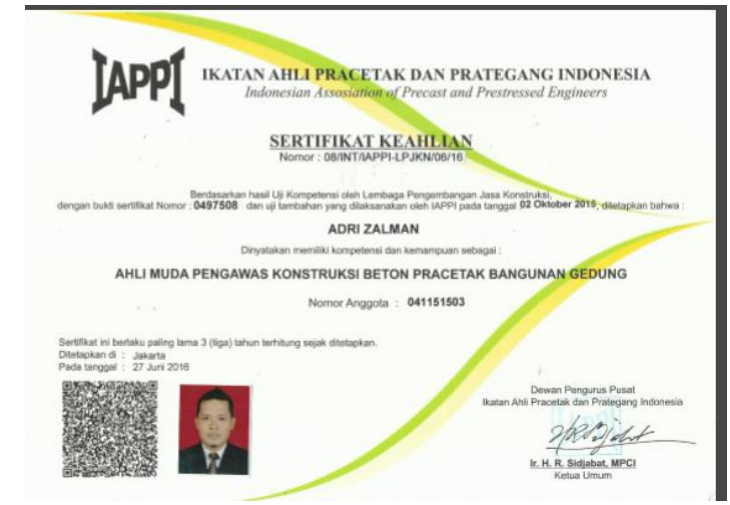 IAPPI
IKATAN AHLI PRACETAK DAN PRATEGANG INDONESIA
Indonesian Assosiation of Precast and Prestressed Engineers
SERTIFIKAT KEAHLIAN
Nomor : 08/INT/IAPPI-LPJKN/06/16
Berdasarkan hasil Uji Kompetensi oleh Lembaga Pengembangan Jasa Konstruksi,
dengan bukti sertifikat Nomor : 0497508 dan uji tambahan yang dilaksanakan oleh IAPPI pada tanggal 02 Oktober 2015, ditetapkan bahwa :
ADRI ZALMAN
Dinyatakan memiliki kompetensi dan kemampuan sebagai :
AHLI MUDA PENGAWAS KONSTRUKSI BETON PRACETAK BANGUNAN GEDUNG
Nomor Anggota : 041151503
Sertifikat ini berlaku paling lama 3 (tiga) tahun terhitung sejak ditetapkan.
Ditetapkan di : Jakarta
Pada tanggal : 27 Juni 2016
Dewan Pengurus Pusat
Ikatan Ahli Pracetak dan Prategang Indonesia
IAPPI
Ir. H. R. Sidjabat, MPCI
Ketua Umum